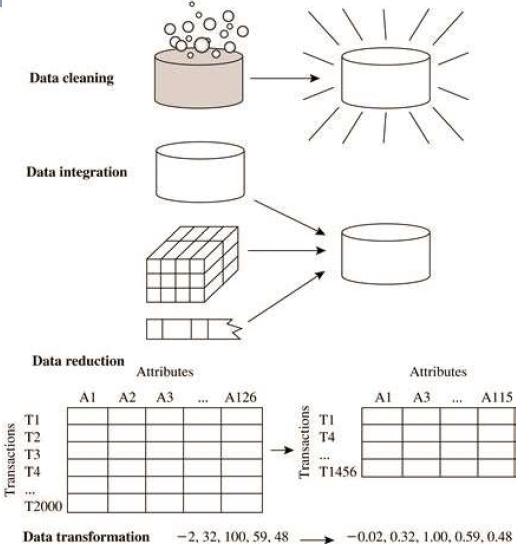 Data cleaning
Data integration
Data reduction
Attributes
A1 A2 A3 ... A126
Transactions
T1
T2
T3
T4
...
T2000
Attributes
A1 A3 ... A115
Transactions
T1
T4
...
T1456
Data transformation −2, 32, 100, 59, 48 −0.02, 0.32, 1.00, 0.59, 0.48